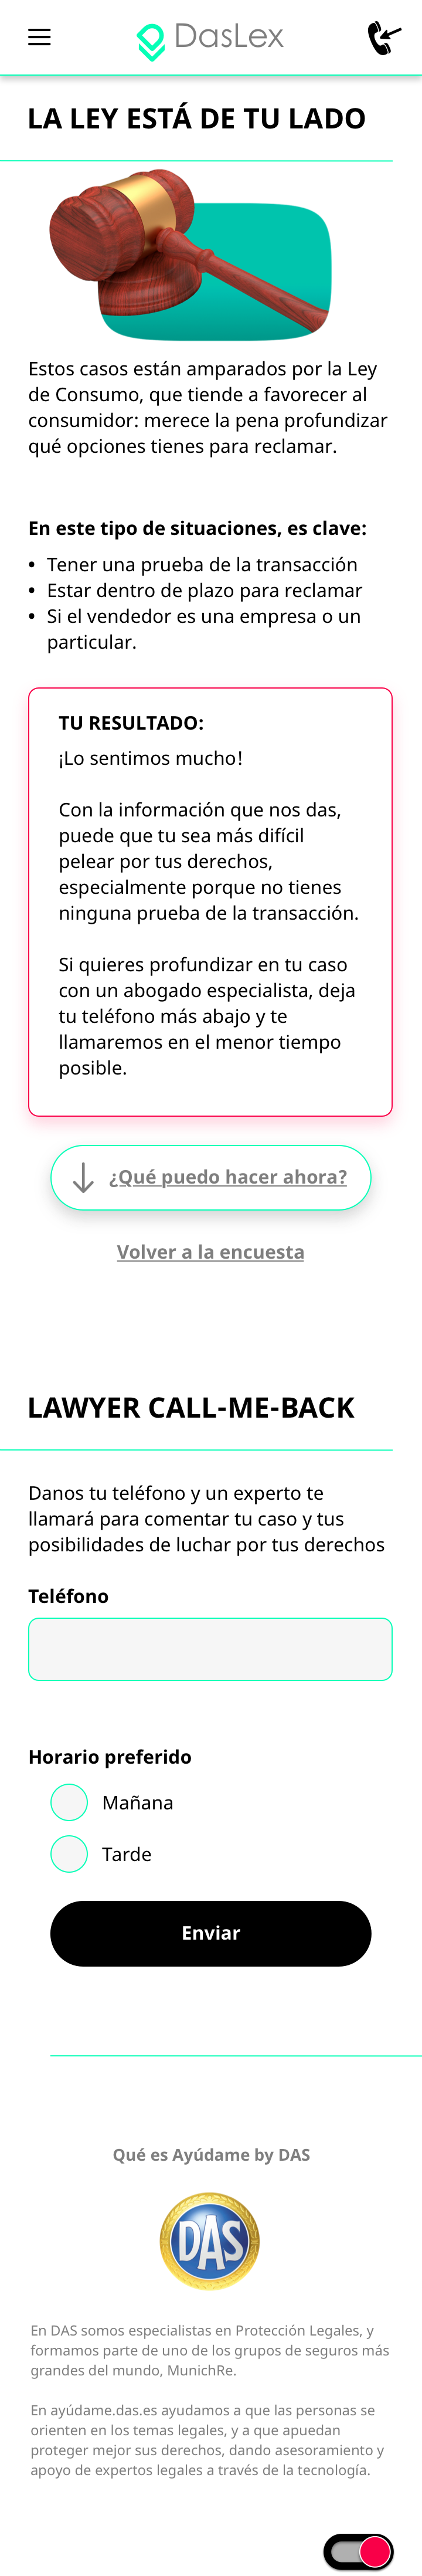 DasLex
LA LEY ESTÁ DE TU LADO
Estos casos están amparados por la Ley
de Consumo, que tiende a favorecer al
consumidor: merece la pena profundizar
qué opciones tienes para reclamar.
En este tipo de situaciones, es clave:
• Tener una prueba de la transacción
• Estar dentro de plazo para reclamar
• Si el vendedor es una empresa o un
particular.
TU RESULTADO:
¡Lo sentimos mucho!
Con la información que nos das,
puede que tu sea más difícil
pelear por tus derechos,
especialmente porque no tienes
ninguna prueba de la transacción.
Si quieres profundizar en tu caso
con un abogado especialista, deja
tu teléfono más abajo y te
llamaremos en el menor tiempo
posible.
¿Qué puedo hacer ahora?
Volver a la encuesta
LAWYER CALL-ME-BACK
Danos tu teléfono y un experto te
llamará para comentar tu caso y tus
posibilidades de luchar por tus derechos
Teléfono
Horario preferido
Mañana
Tarde
Enviar
Qué es Ayúdame by DAS
DAS
En DAS somos especialistas en Protección Legales, y
formamos parte de uno de los grupos de seguros más
grandes del mundo, MunichRe.
En ayúdame.das.es ayudamos a que las personas se
orienten en los temas legales, y a que apuedan
proteger mejor sus derechos, dando asesoramiento y
apoyo de expertos legales a través de la tecnología.